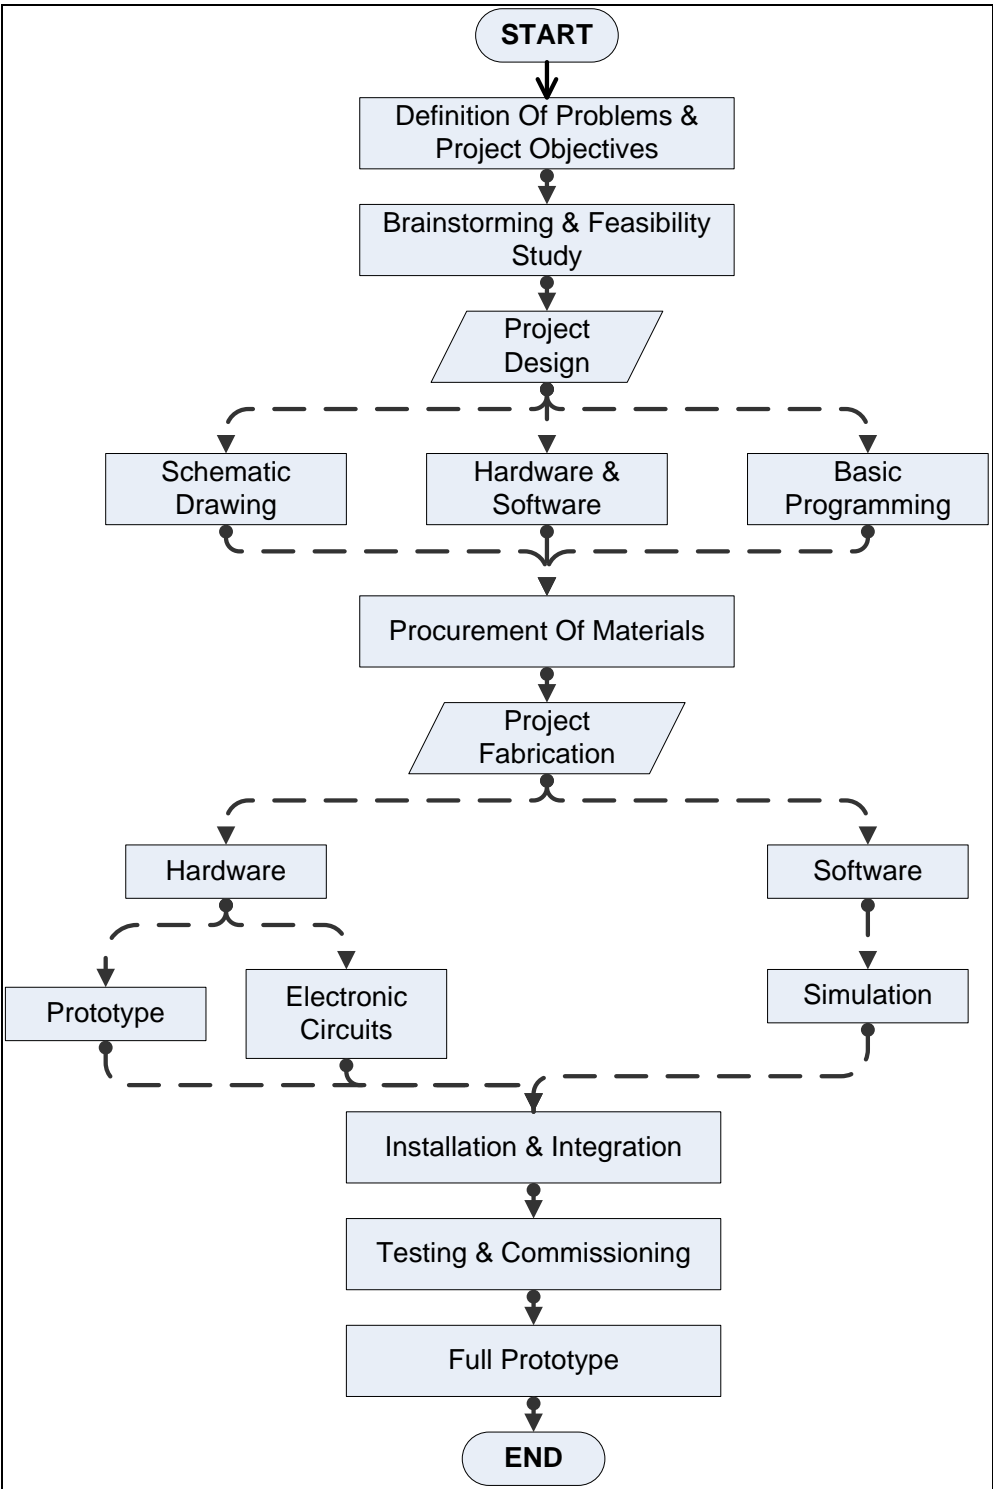 START
Definition Of Problems &
Project Objectives
Brainstorming & Feasibility
Study
Project
Design
Schematic
Drawing
Hardware &
Software
Basic
Programming
Procurement Of Materials
Project
Fabrication
Hardware
Software
Prototype
Electronic
Circuits
Simulation
Installation & Integration
Testing & Commissioning
Full Prototype
END